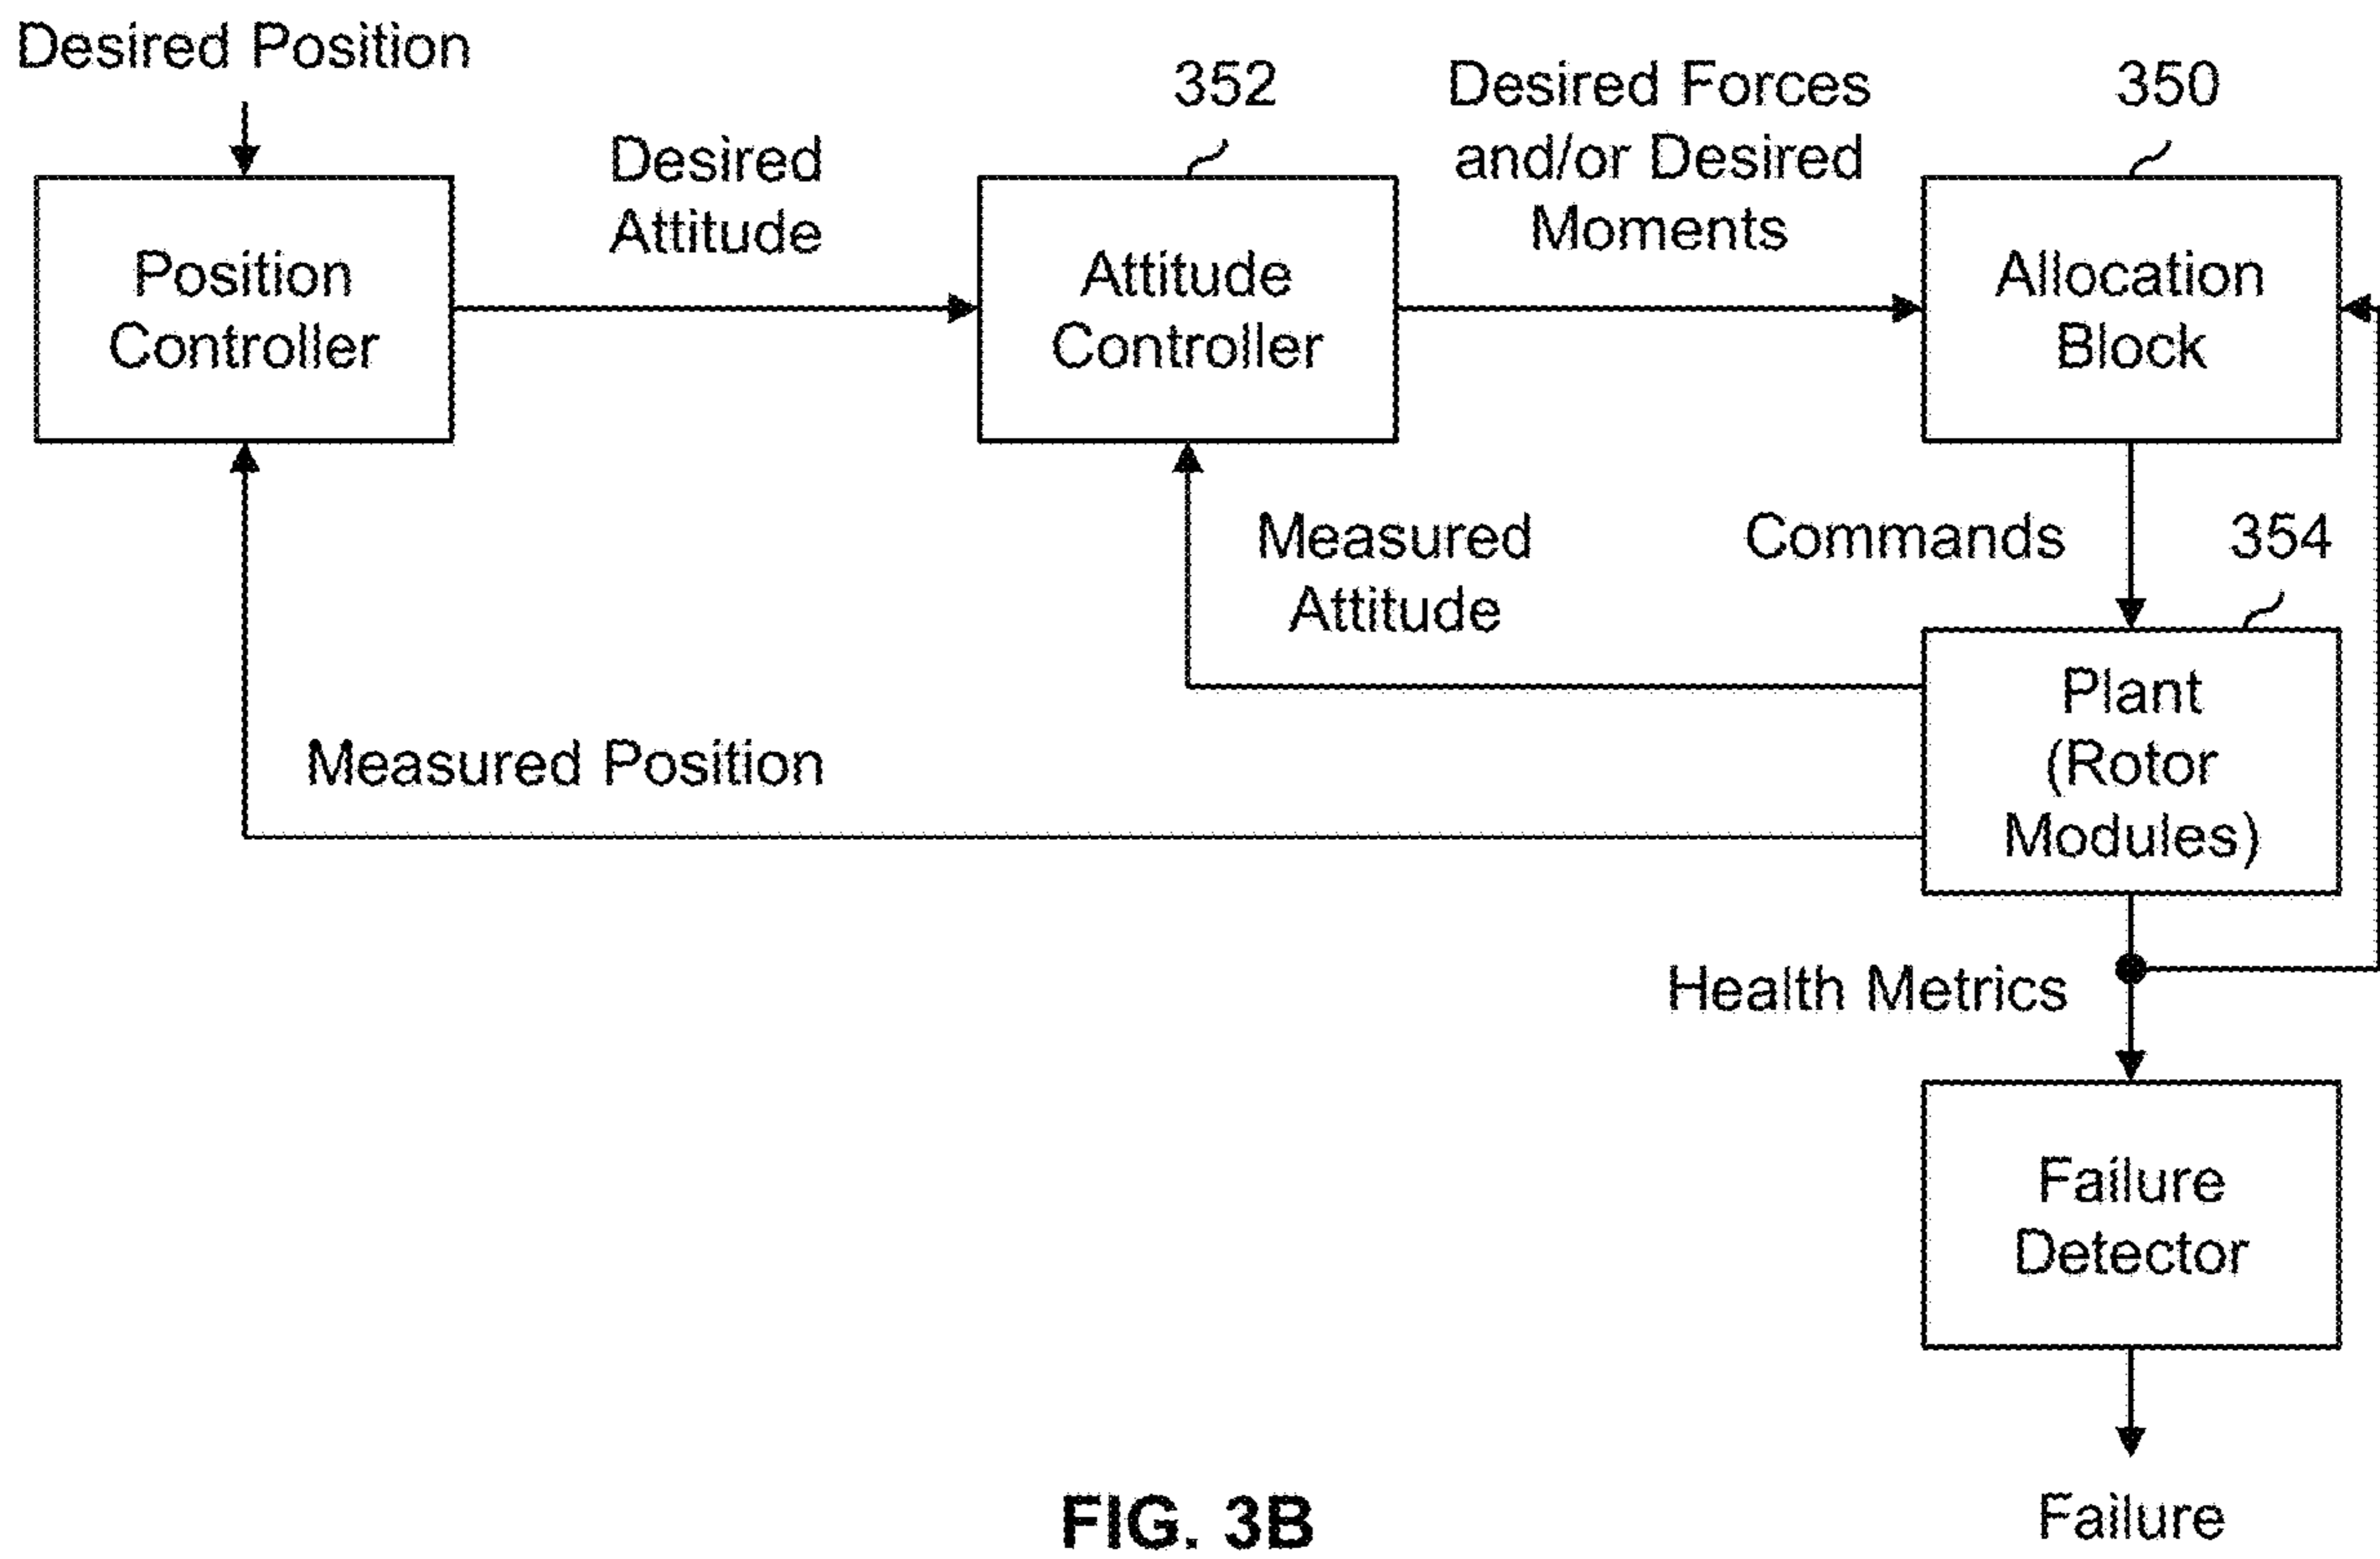 Desired Position
352
Desired Forces
and/or Desired
Moments
350
Desired
Attitude
Position
Controller
Attitude
Controller
Allocation
Block
Measured
Attitude
Commands
354
Plant
(Rotor
Modules)
Measured Position
Health Metrics
Failure
Detector
Failure
FIG. 3B